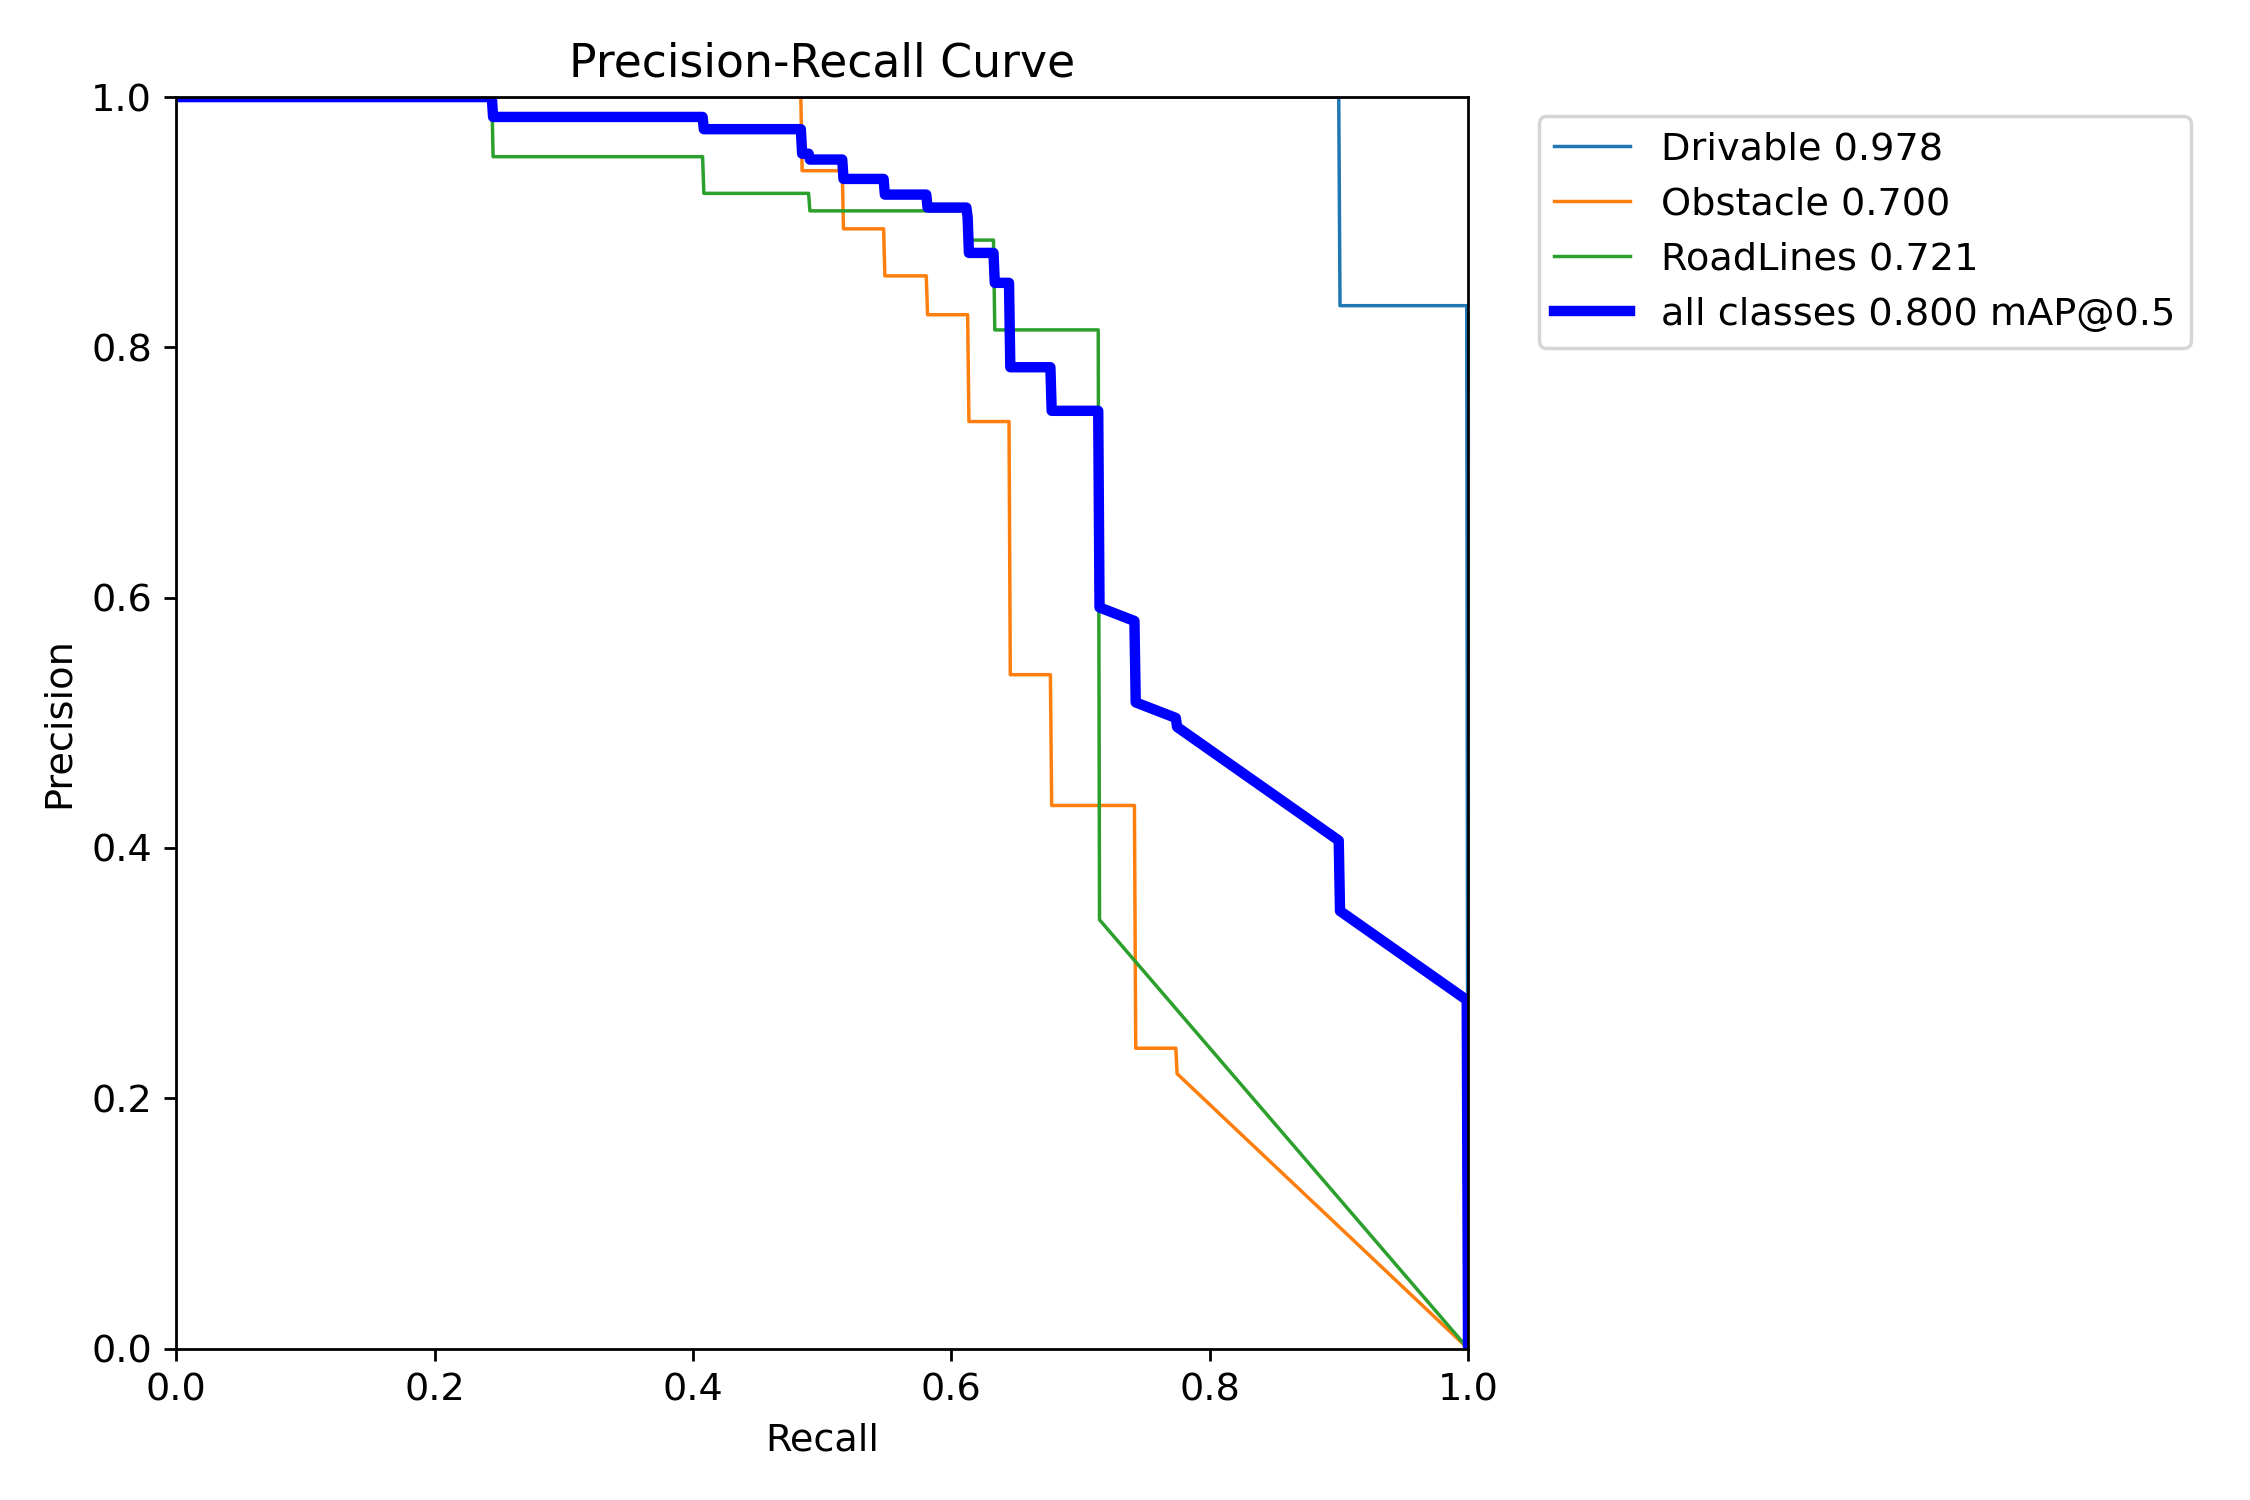 Precision-Recall Curve
1.0
0.8
0.6
0.4
0.2
0.0
Precision
0.0 0.2 0.4 0.6 0.8 1.0
Recall
Drivable 0.978
Obstacle 0.700
RoadLines 0.721
all classes 0.800 mAP@0.5